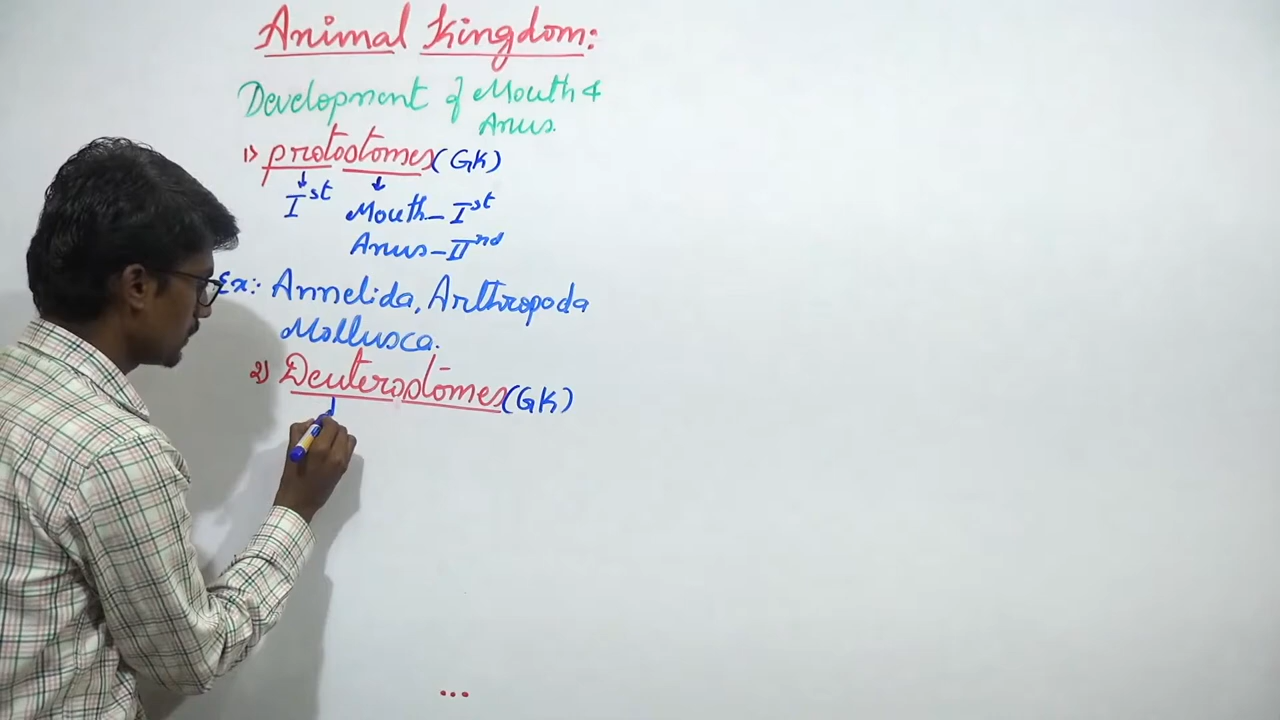 Animal Kingdom:
Development of Mouth &
Anus.
1) protostomes (GK)
Ist Mouth - Ist
Anus - IInd
Ex:- Annelida, Arthropoda
Mollusca.
2) Deuterostomes (GK)
...